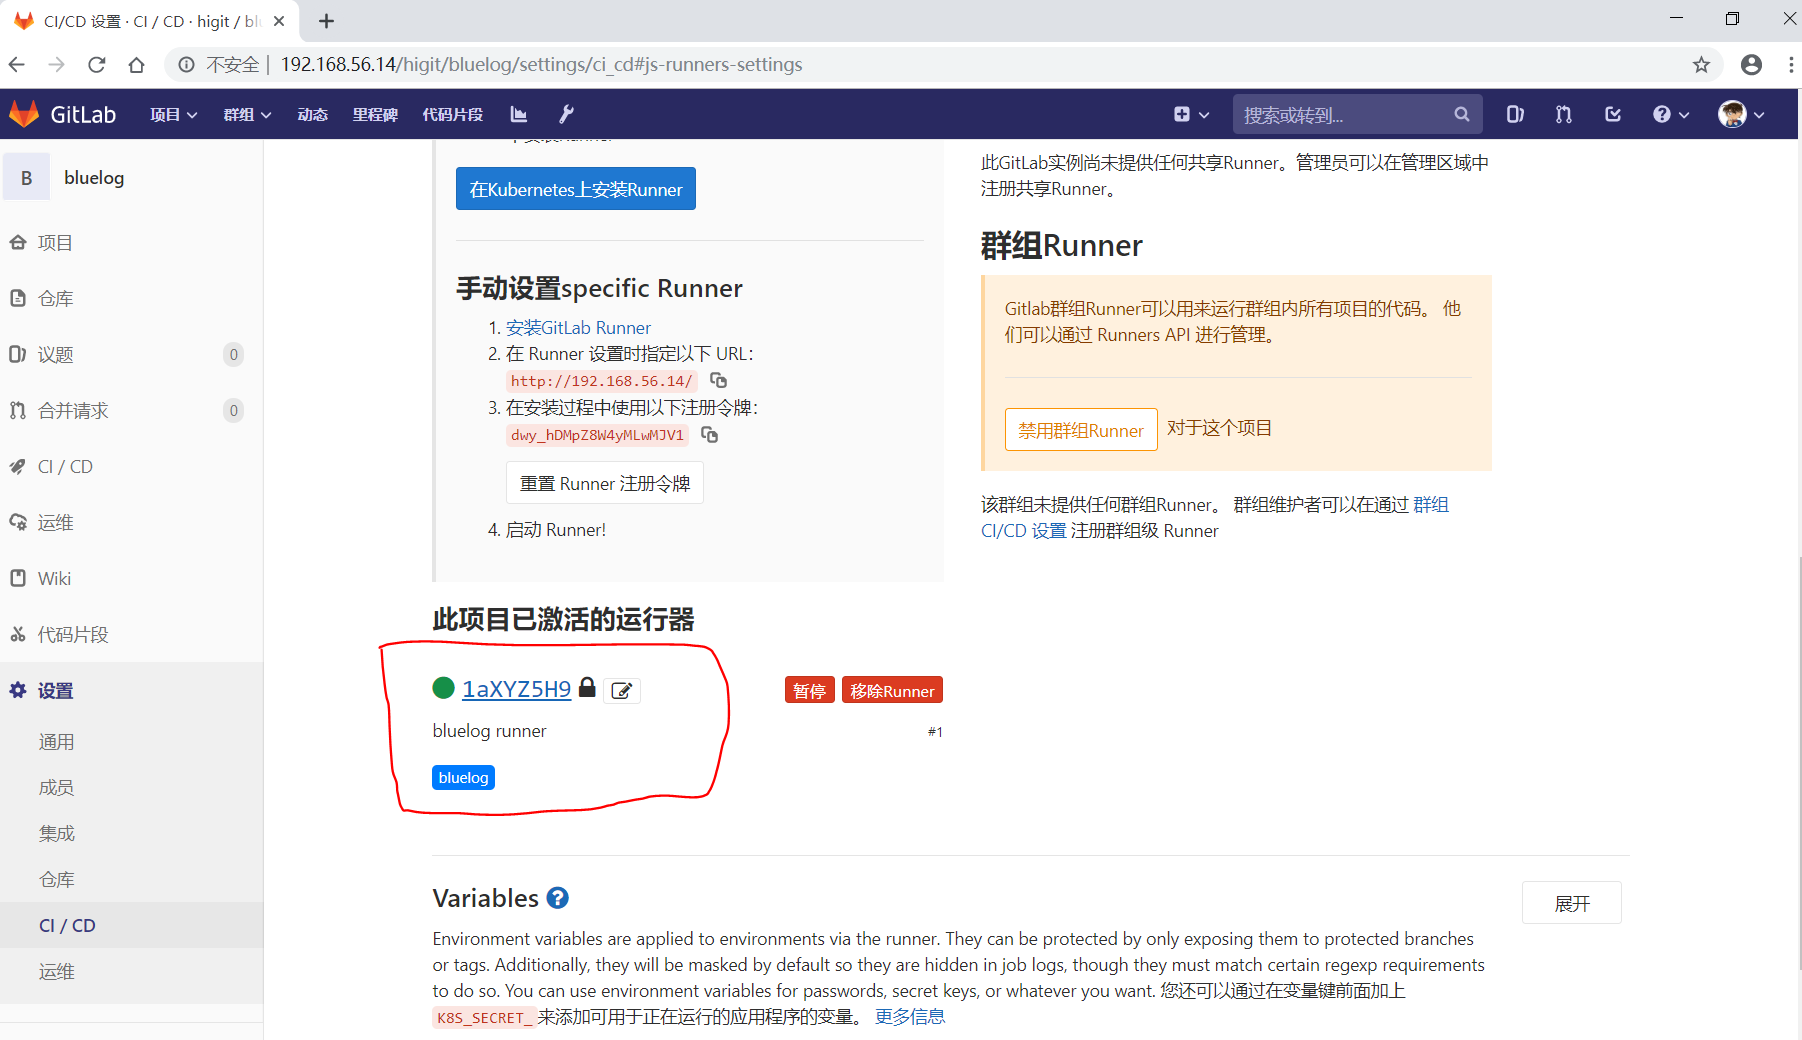 CI/CD 设置 · CI / CD · higit / bl
不安全 | 192.168.56.14/higit/bluelog/settings/ci_cd#js-runners-settings
GitLab 项目 群组 动态 里程碑 代码片段 搜索或转到...
B bluelog
项目
仓库
议题 0
合并请求 0
CI / CD
运维
Wiki
代码片段
设置
通用
成员
集成
仓库
CI / CD
运维
在Kubernetes上安装Runner
手动设置specific Runner
1. 安装GitLab Runner
2. 在 Runner 设置时指定以下 URL：
http://192.168.56.14/
3. 在安装过程中使用以下注册令牌：
dwy_hDMpZ8W4yMLwMJV1
重置 Runner 注册令牌
4. 启动 Runner!
此GitLab实例尚未提供任何共享Runner。管理员可以在管理区域中
注册共享Runner。
群组Runner
Gitlab群组Runner可以用来运行群组内所有项目的代码。 他
们可以通过 Runners API 进行管理。
禁用群组Runner 对于这个项目
该群组未提供任何群组Runner。 群组维护者可以在通过 群组
CI/CD 设置 注册群组级 Runner
此项目已激活的运行器
1aXYZ5H9 暂停 移除Runner
bluelog runner #1
bluelog
Variables ? 展开
Environment variables are applied to environments via the runner. They can be protected by only exposing them to protected branches
or tags. Additionally, they will be masked by default so they are hidden in job logs, though they must match certain regexp requirements
to do so. You can use environment variables for passwords, secret keys, or whatever you want. 您还可以通过在变量键前面加上
K8S_SECRET_ 来添加可用于正在运行的应用程序的变量。 更多信息